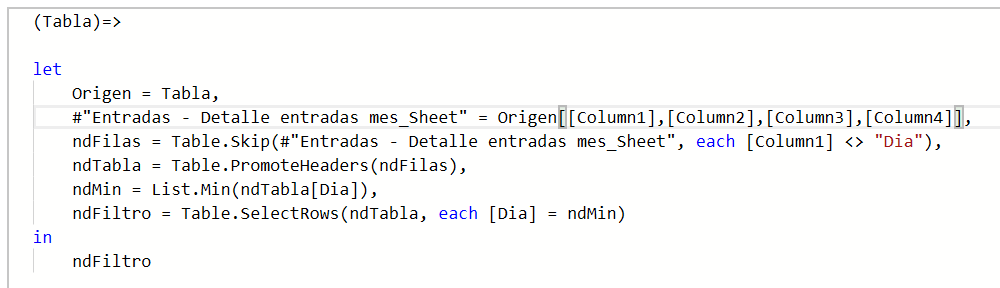 (Tabla)=>
let
Origen = Tabla,
#"Entradas - Detalle entradas mes_Sheet" = Origen[[Column1],[Column2],[Column3],[Column4]],
ndFilas = Table.Skip(#"Entradas - Detalle entradas mes_Sheet", each [Column1] <> "Dia"),
ndTabla = Table.PromoteHeaders(ndFilas),
ndMin = List.Min(ndTabla[Dia]),
ndFiltro = Table.SelectRows(ndTabla, each [Dia] = ndMin)
in
ndFiltro